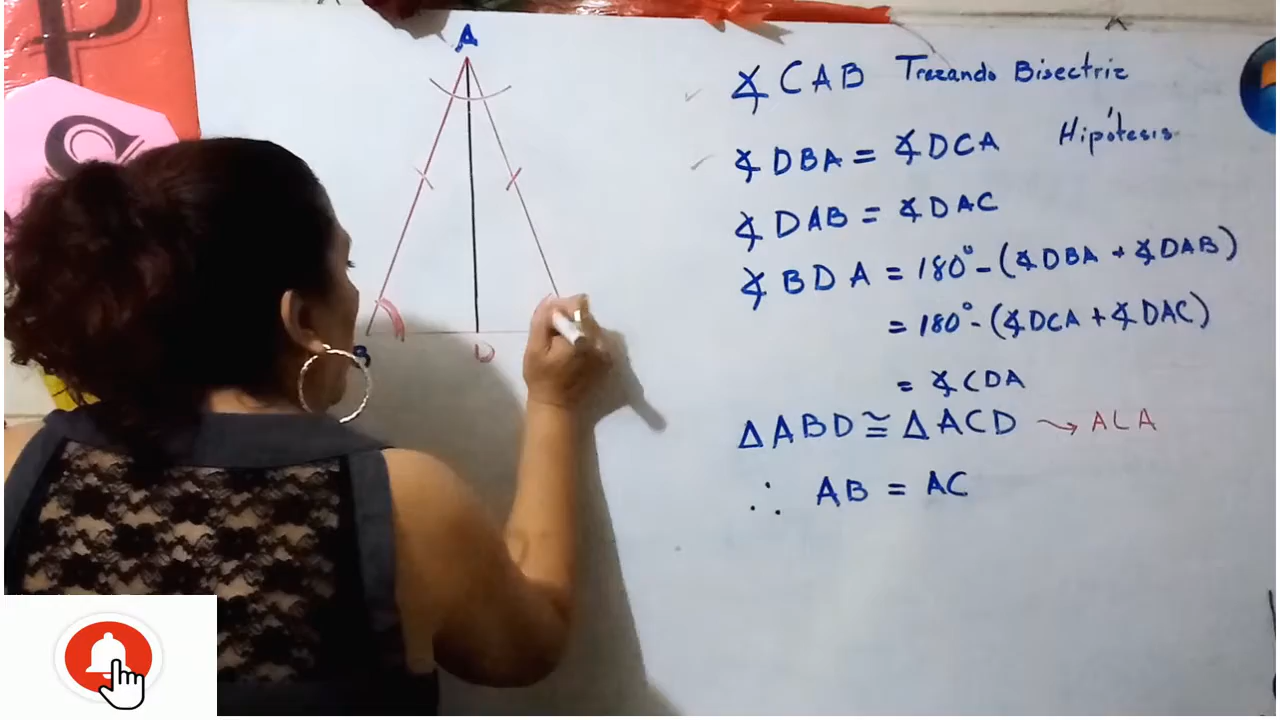 P
S
A
B
D
∡ CAB Trazando Bisectriz
∡ DBA = ∡ DCA Hipótesis
∡ DAB = ∡ DAC
∡ BDA = 180° - (∡ DBA + ∡ DAB)
= 180° - (∡ DCA + ∡ DAC)
= ∡ CDA
Δ ABD ≅ Δ ACD → ALA
∴ AB = AC